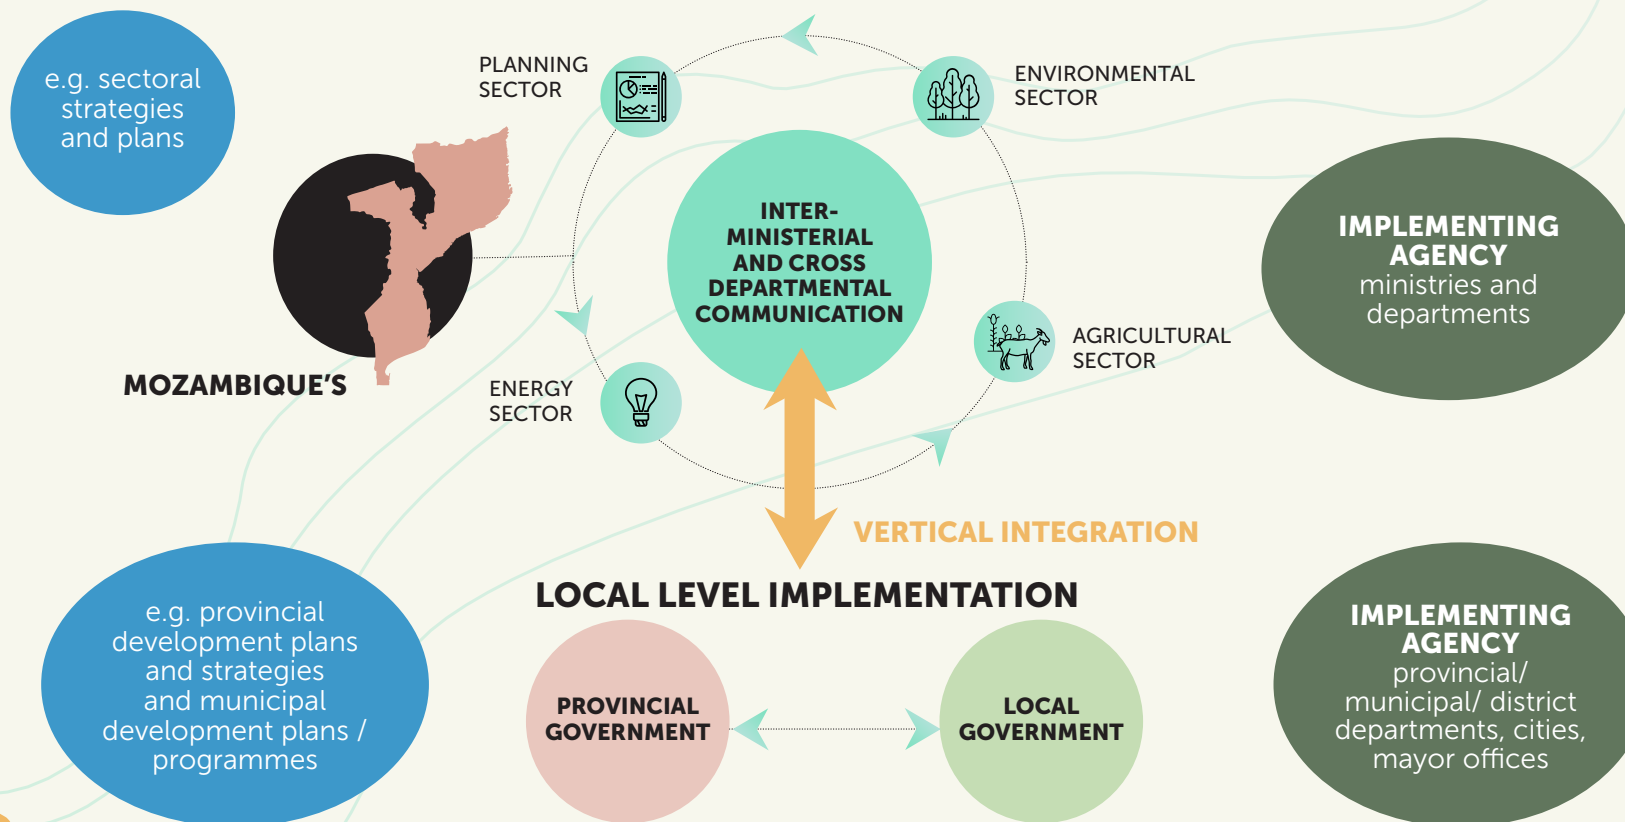 e.g. sectoral
strategies
and plans
PLANNING
SECTOR
ENVIRONMENTAL
SECTOR
INTER-
MINISTERIAL
AND CROSS
DEPARTMENTAL
COMMUNICATION
IMPLEMENTING
AGENCY
ministries and
departments
MOZAMBIQUE'S
ENERGY
SECTOR
AGRICULTURAL
SECTOR
VERTICAL INTEGRATION
LOCAL LEVEL IMPLEMENTATION
e.g. provincial
development plans
and strategies
and municipal
development plans /
programmes
PROVINCIAL
GOVERNMENT
LOCAL
GOVERNMENT
IMPLEMENTING
AGENCY
provincial/
municipal/ district
departments, cities,
mayor offices